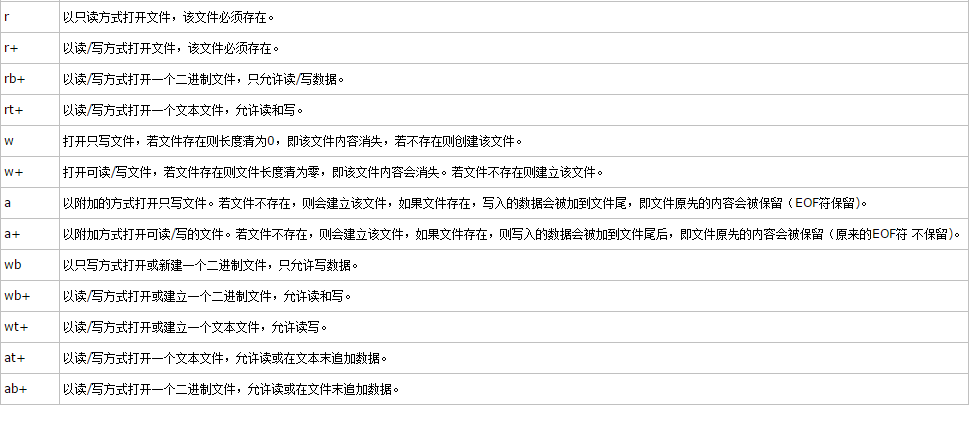 r 以只读方式打开文件，该文件必须存在。
r+ 以读/写方式打开文件，该文件必须存在。
rb+ 以读/写方式打开一个二进制文件，只允许读/写数据。
rt+ 以读/写方式打开一个文本文件，允许读和写。
w 打开只写文件，若文件存在则长度清为0，即该文件内容消失，若不存在则创建该文件。
w+ 打开可读/写文件，若文件存在则文件长度清为零，即该文件内容会消失。若文件不存在则建立该文件。
a 以附加的方式打开只写文件。若文件不存在，则会建立该文件，如果文件存在，写入的数据会被加到文件尾，即文件原先的内容会被保留（EOF符保留)。
a+ 以附加方式打开可读/写的文件。若文件不存在，则会建立该文件，如果文件存在，则写入的数据会被加到文件尾后，即文件原先的内容会被保留（原来的EOF符 不保留)。
wb 以只写方式打开或新建一个二进制文件，只允许写数据。
wb+ 以读/写方式打开或建立一个二进制文件，允许读和写。
wt+ 以读/写方式打开或建立一个文本文件，允许读写。
at+ 以读/写方式打开一个文本文件，允许读或在文本末追加数据。
ab+ 以读/写方式打开一个二进制文件，允许读或在文件末追加数据。